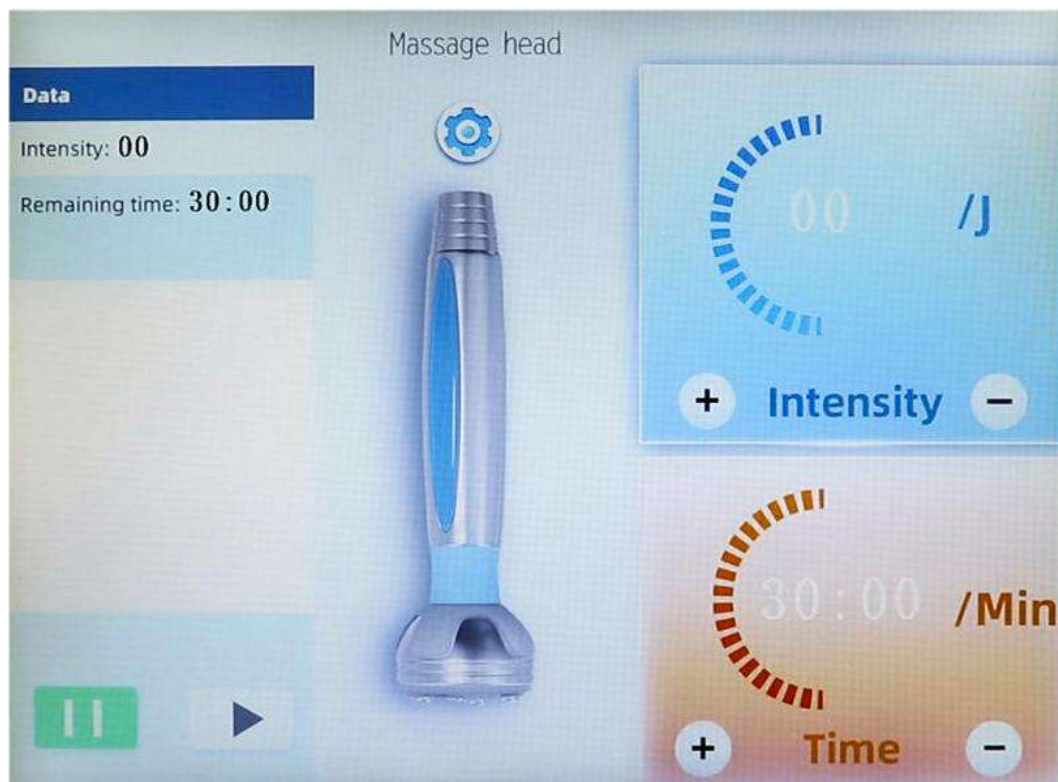 Massage head
Data
Intensity: 00
Remaining time: 30:00
00 /J
+ Intensity −
30:00 /Min
+ Time −